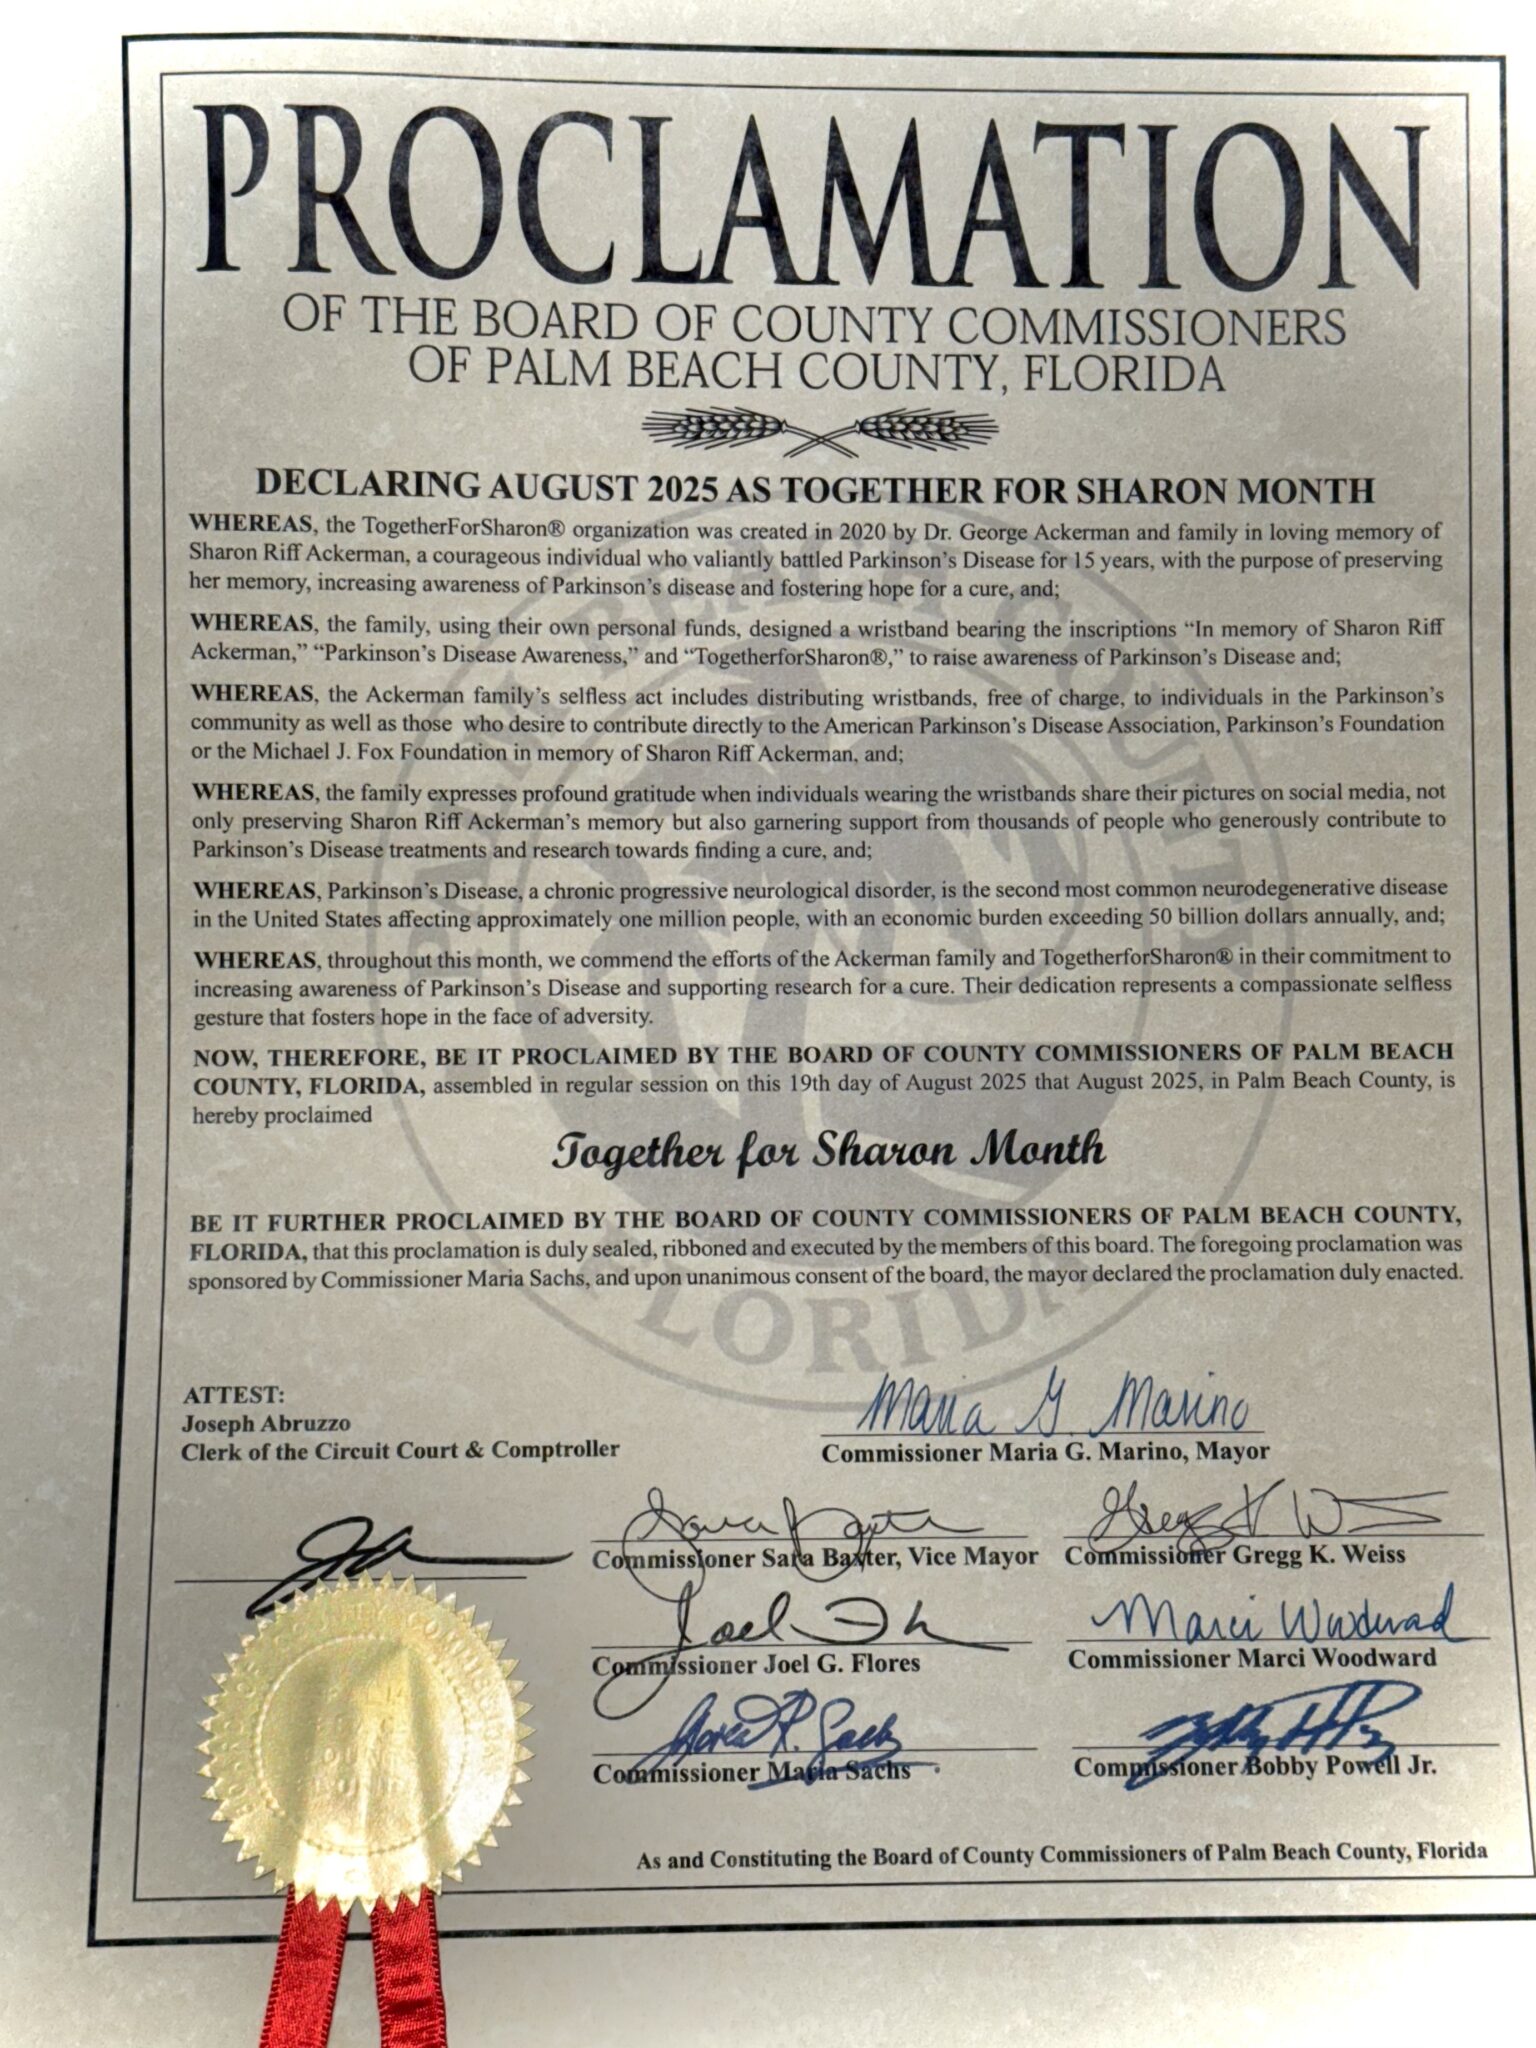 PROCLAMATION
OF THE BOARD OF COUNTY COMMISSIONERS
OF PALM BEACH COUNTY, FLORIDA
DECLARING AUGUST 2025 AS TOGETHER FOR SHARON MONTH
WHEREAS, the TogetherForSharon® organization was created in 2020 by Dr. George Ackerman and family in loving memory of
Sharon Riff Ackerman, a courageous individual who valiantly battled Parkinson's Disease for 15 years, with the purpose of preserving
her memory, increasing awareness of Parkinson's disease and fostering hope for a cure, and;
WHEREAS, the family, using their own personal funds, designed a wristband bearing the inscriptions “In memory of Sharon Riff
Ackerman,” “Parkinson's Disease Awareness,” and “TogetherforSharon®,” to raise awareness of Parkinson's Disease and;
WHEREAS, the Ackerman family's selfless act includes distributing wristbands, free of charge, to individuals in the Parkinson's
community as well as those who desire to contribute directly to the American Parkinson's Disease Association, Parkinson's Foundation
or the Michael J. Fox Foundation in memory of Sharon Riff Ackerman, and;
WHEREAS, the family expresses profound gratitude when individuals wearing the wristbands share their pictures on social media, not
only preserving Sharon Riff Ackerman's memory but also garnering support from thousands of people who generously contribute to
Parkinson's Disease treatments and research towards finding a cure, and;
WHEREAS, Parkinson's Disease, a chronic progressive neurological disorder, is the second most common neurodegenerative disease
in the United States affecting approximately one million people, with an economic burden exceeding 50 billion dollars annually, and;
WHEREAS, throughout this month, we commend the efforts of the Ackerman family and TogetherforSharon® in their commitment to
increasing awareness of Parkinson's Disease and supporting research for a cure. Their dedication represents a compassionate selfless
gesture that fosters hope in the face of adversity.
NOW, THEREFORE, BE IT PROCLAIMED BY THE BOARD OF COUNTY COMMISSIONERS OF PALM BEACH
COUNTY, FLORIDA, assembled in regular session on this 19th day of August 2025 that August 2025, in Palm Beach County, is
hereby proclaimed
Together for Sharon Month
BE IT FURTHER PROCLAIMED BY THE BOARD OF COUNTY COMMISSIONERS OF PALM BEACH COUNTY,
FLORIDA, that this proclamation is duly sealed, ribboned and executed by the members of this board. The foregoing proclamation was
sponsored by Commissioner Maria Sachs, and upon unanimous consent of the board, the mayor declared the proclamation duly enacted.
FLORIDA
ATTEST:
Joseph Abruzzo
Clerk of the Circuit Court & Comptroller
Maria G. Marino
Commissioner Maria G. Marino, Mayor
Sara Baxter
Commissioner Sara Baxter, Vice Mayor
Gregg K W
Commissioner Gregg K. Weiss
Joel
Commissioner Joel G. Flores
Marci Woodward
Commissioner Marci Woodward
Sachs
Commissioner Maria Sachs
Commissioner Bobby Powell Jr.
As and Constituting the Board of County Commissioners of Palm Beach County, Florida